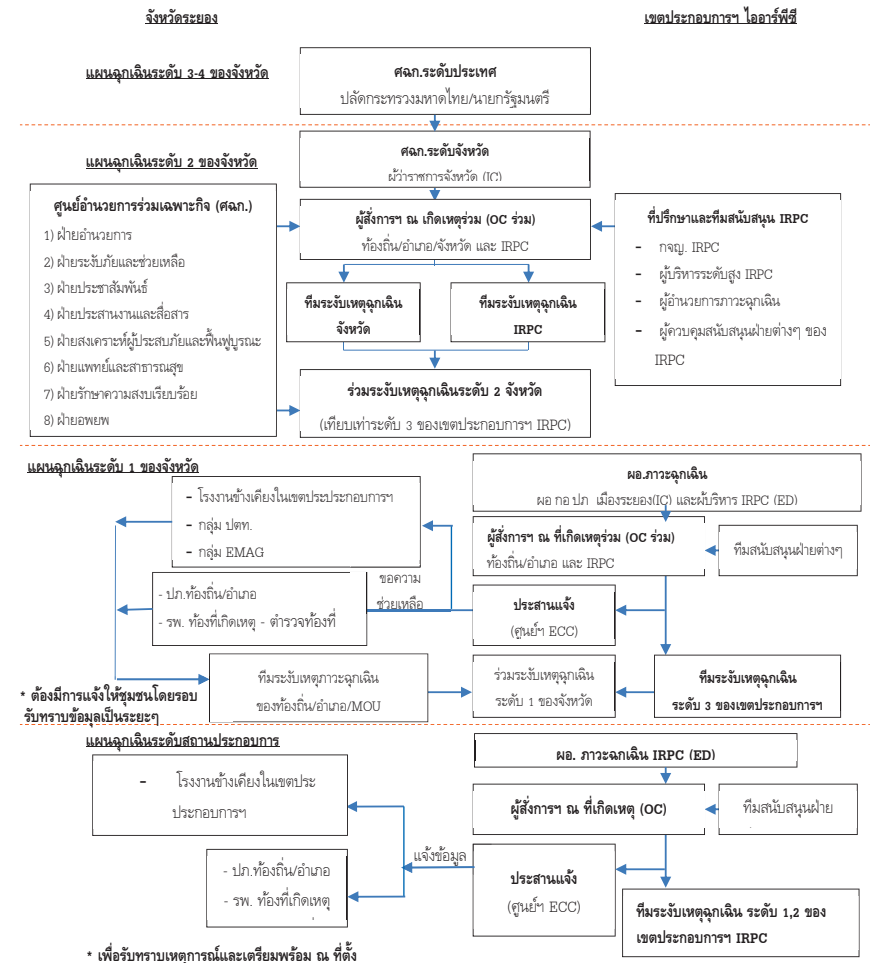 จังหวัดระยอง
เขตประกอบการฯ ไออาร์พีซี
แผนฉุกเฉินระดับ 3-4 ของจังหวัด
ศฉก.ระดับประเทศ
ปลัดกระทรวงมหาดไทย/นายกรัฐมนตรี
แผนฉุกเฉินระดับ 2 ของจังหวัด
ศฉก.ระดับจังหวัด
ผู้ว่าราชการจังหวัด (IC)
ศูนย์อำนวยการร่วมเฉพาะกิจ (ศฉก.)
1) ฝ่ายอำนวยการ
2) ฝ่ายระงับภัยและช่วยเหลือ
3) ฝ่ายประชาสัมพันธ์
4) ฝ่ายประสานงานและสื่อสาร
5) ฝ่ายสงเคราะห์ผู้ประสบภัยและฟื้นฟูบูรณะ
6) ฝ่ายแพทย์และสาธารณสุข
7) ฝ่ายรักษาความสงบเรียบร้อย
8) ฝ่ายอพยพ
ผู้สั่งการฯ ณ เกิดเหตุร่วม (OC ร่วม)
ท้องถิ่น/อำเภอ/จังหวัด และ IRPC
ที่ปรึกษาและทีมสนับสนุน IRPC
- กจญ. IRPC
- ผู้บริหารระดับสูง IRPC
- ผู้อำนวยการภาวะฉุกเฉิน
- ผู้ควบคุมสนับสนุนฝ่ายต่างๆ ของ
IRPC
ทีมระงับเหตุฉุกเฉิน
จังหวัด
ทีมระงับเหตุฉุกเฉิน
IRPC
ร่วมระงับเหตุฉุกเฉินระดับ 2 จังหวัด
(เทียบเท่าระดับ 3 ของเขตประกอบการฯ IRPC)
แผนฉุกเฉินระดับ 1 ของจังหวัด
ผอ.ภาวะฉุกเฉิน
ผอ กอ ปภ เมืองระยอง(IC) และผู้บริหาร IRPC (ED)
- โรงงานข้างเคียงในเขตประประกอบการฯ
- กลุ่ม ปตท.
- กลุ่ม EMAG
ผู้สั่งการฯ ณ ที่เกิดเหตุร่วม (OC ร่วม)
ท้องถิ่น/อำเภอ และ IRPC
ทีมสนับสนุนฝ่ายต่างๆ
ขอความ
ช่วยเหลือ
- ปภ.ท้องถิ่น/อำเภอ
- รพ. ท้องที่เกิดเหตุ - ตำรวจท้องที่
ประสานแจ้ง
(ศูนย์ฯ ECC)
ทีมระงับเหตุภาวะฉุกเฉิน
ของท้องถิ่น/อำเภอ/MOU
ร่วมระงับเหตุฉุกเฉิน
ระดับ 1 ของจังหวัด
ทีมระงับเหตุฉุกเฉิน
ระดับ 3 ของเขตประกอบการฯ
* ต้องมีการแจ้งให้ชุมชนโดยรอบ
รับทราบข้อมูลเป็นระยะๆ
แผนฉุกเฉินระดับสถานประกอบการ
ผอ. ภาวะฉุกเฉิน IRPC (ED)
- โรงงานข้างเคียงในเขตประ
ประกอบการฯ
ผู้สั่งการฯ ณ ที่เกิดเหตุ (OC)
ทีมสนับสนุนฝ่าย
แจ้งข้อมูล
- ปภ.ท้องถิ่น/อำเภอ
- รพ. ท้องที่เกิดเหตุ
ประสานแจ้ง
(ศูนย์ฯ ECC)
ทีมระงับเหตุฉุกเฉิน ระดับ 1,2 ของ
เขตประกอบการฯ IRPC
* เพื่อรับทราบเหตุการณ์และเตรียมพร้อม ณ ที่ตั้ง